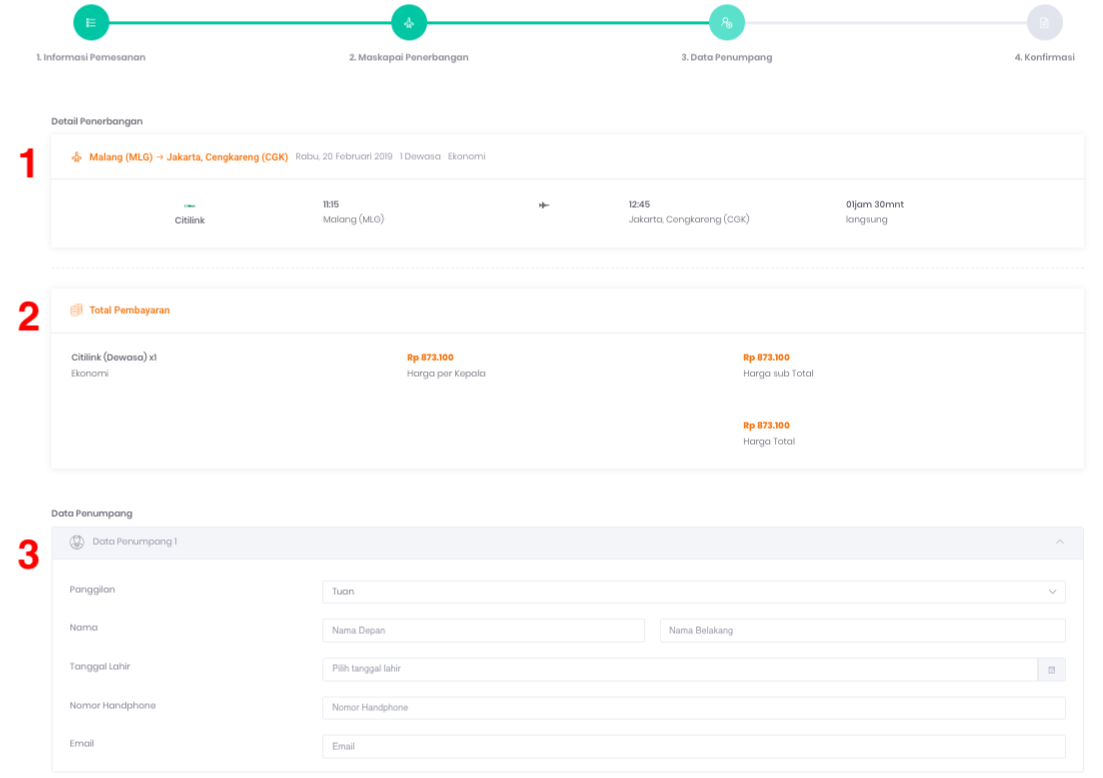 1. Informasi Pemesanan
2. Maskapai Penerbangan
3. Data Penumpang
4. Konfirmasi
Detail Penerbangan
1
Malang (MLG) → Jakarta, Cengkareng (CGK) Rabu, 20 Februari 2019 1 Dewasa Ekonomi
Citilink
11:15
Malang (MLG)
12:45
Jakarta, Cengkareng (CGK)
01jam 30mnt
langsung
2
Total Pembayaran
Citilink (Dewasa) x1
Ekonomi
Rp 873.100
Harga per Kepala
Rp 873.100
Harga sub Total
Rp 873.100
Harga Total
Data Penumpang
3
Data Penumpang 1
Panggilan
Tuan
Nama
Nama Depan
Nama Belakang
Tanggal Lahir
Pilih tanggal lahir
Nomor Handphone
Nomor Handphone
Email
Email